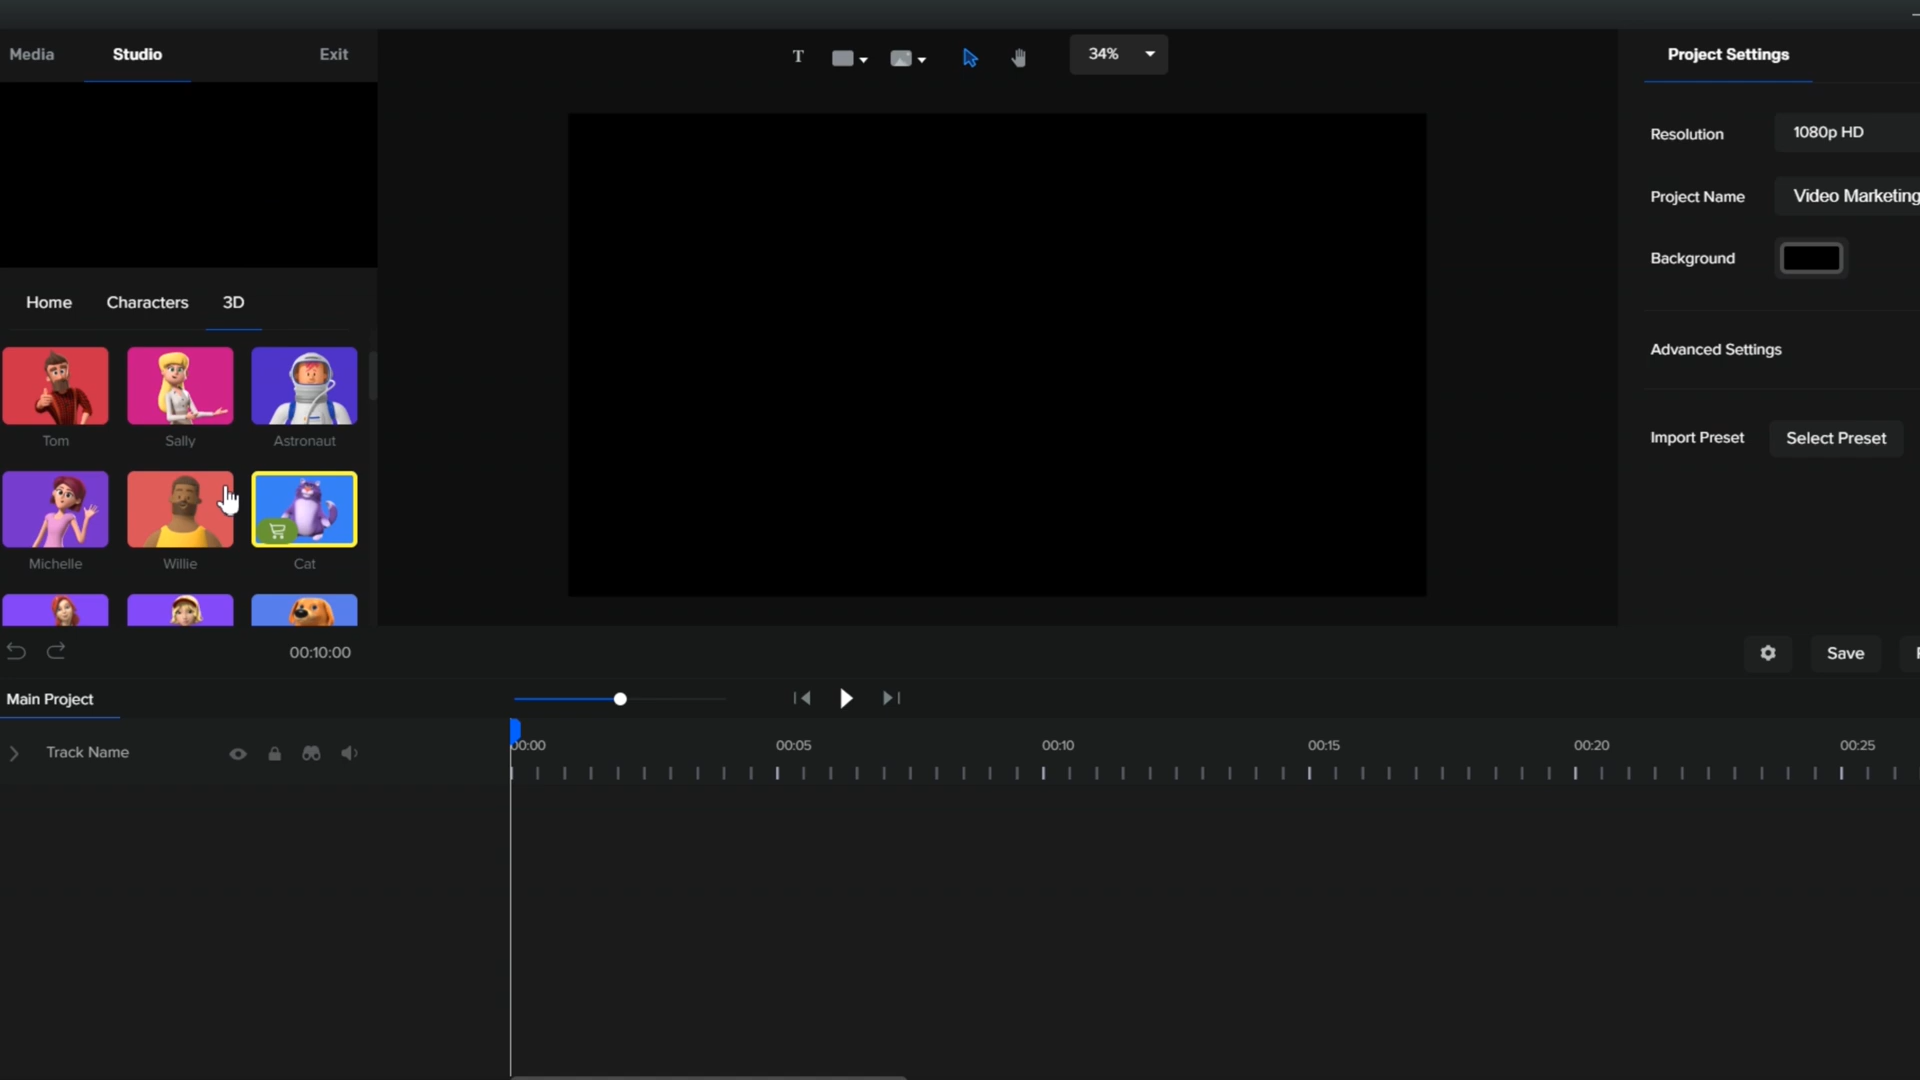 Media Studio Exit
T 34%
Project Settings
Resolution 1080p HD
Project Name Video Marketing
Background
Advanced Settings
Import Preset Select Preset
Home Characters 3D
Tom Sally Astronaut
Michelle Willie Cat
00:10:00
Save
Main Project
Track Name
00:00 00:05 00:10 00:15 00:20 00:25